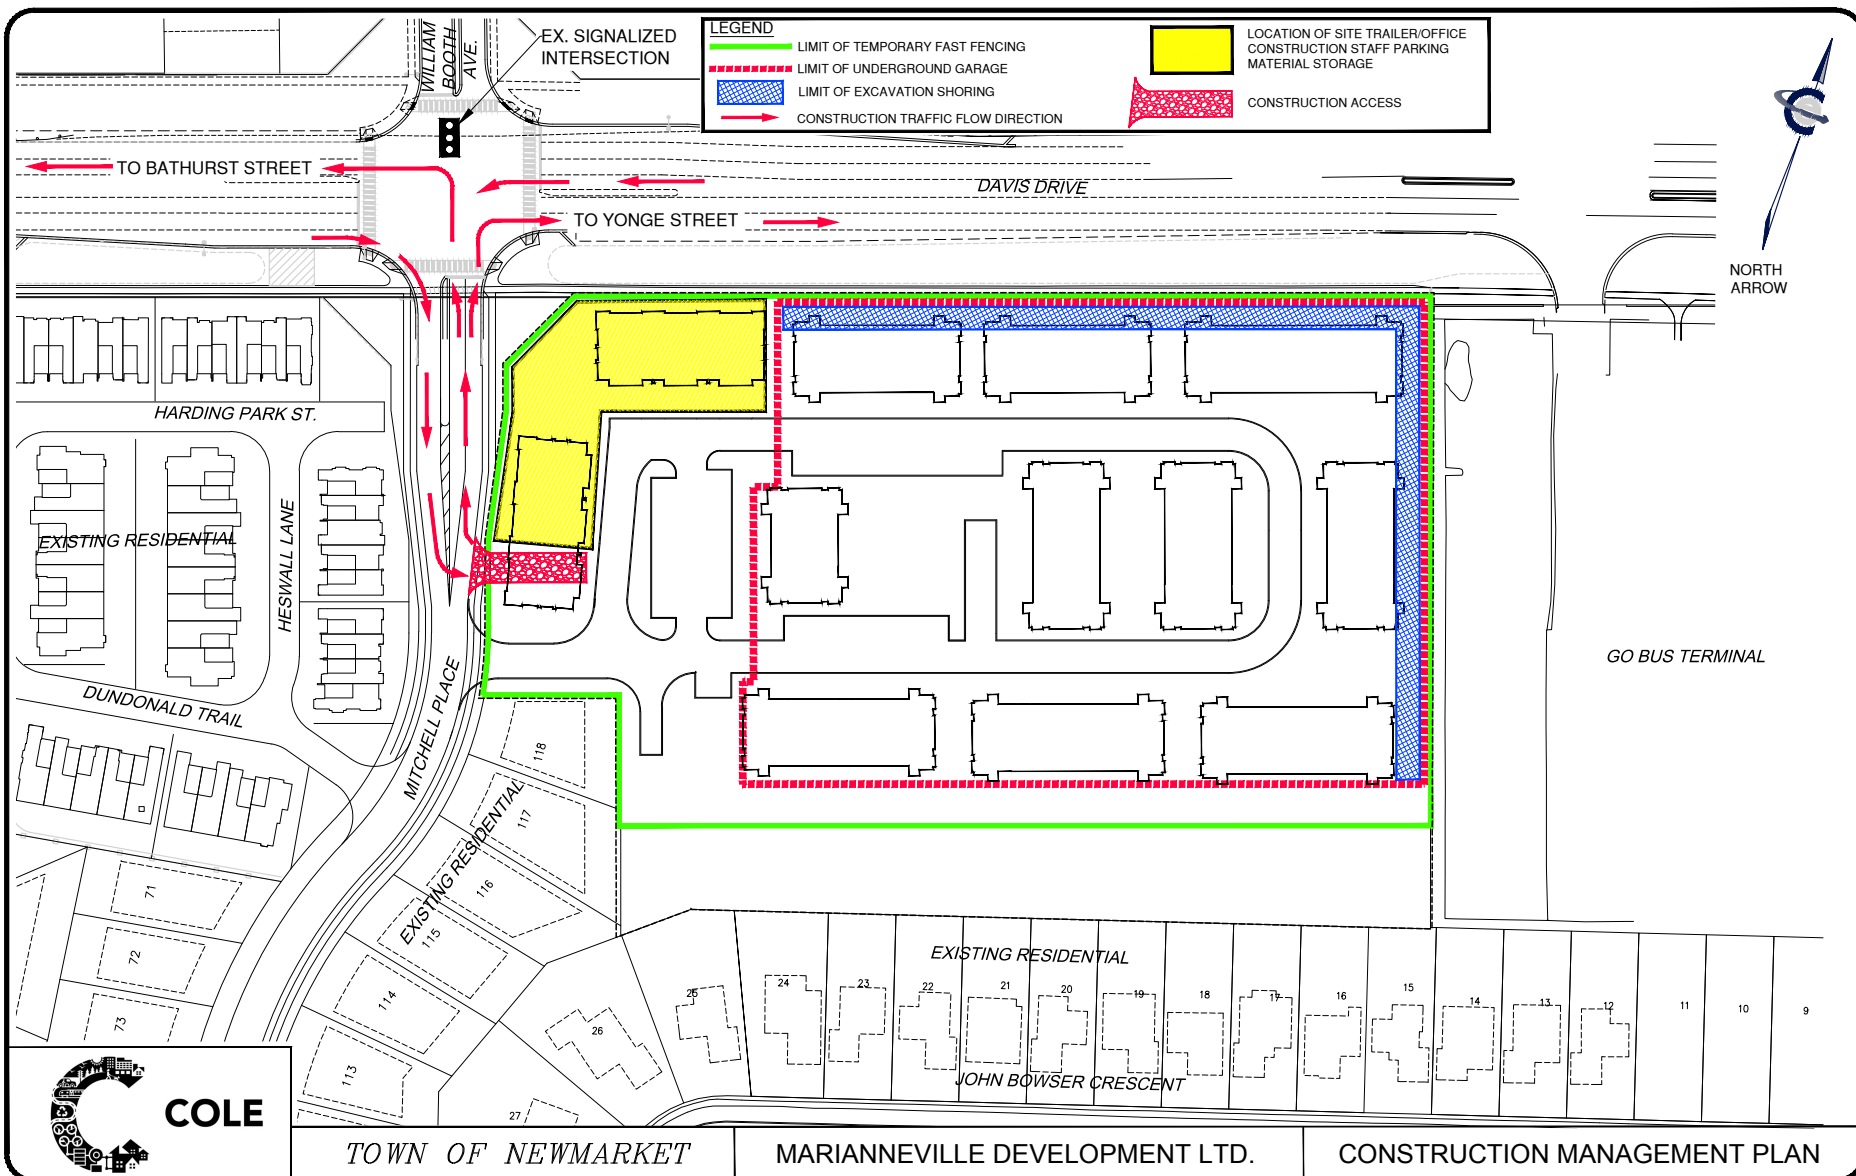 EX. SIGNALIZED
INTERSECTION
WILLIAM
BOOTH
AVE.
LEGEND
LIMIT OF TEMPORARY FAST FENCING
LIMIT OF UNDERGROUND GARAGE
LIMIT OF EXCAVATION SHORING
CONSTRUCTION TRAFFIC FLOW DIRECTION
LOCATION OF SITE TRAILER/OFFICE
CONSTRUCTION STAFF PARKING
MATERIAL STORAGE
CONSTRUCTION ACCESS
NORTH
ARROW
TO BATHURST STREET
DAVIS DRIVE
TO YONGE STREET
HARDING PARK ST.
EXISTING RESIDENTIAL
HESWALL LANE
DUNDONALD TRAIL
MITCHELL PLACE
GO BUS TERMINAL
EXISTING RESIDENTIAL
118
117
116
115
114
113
71
72
73
EXISTING RESIDENTIAL
27
26
25
24
23
22
21
20
19
18
17
16
15
14
13
12
11
10
9
JOHN BOWSER CRESCENT
COLE
TOWN OF NEWMARKET
MARIANNEVILLE DEVELOPMENT LTD.
CONSTRUCTION MANAGEMENT PLAN